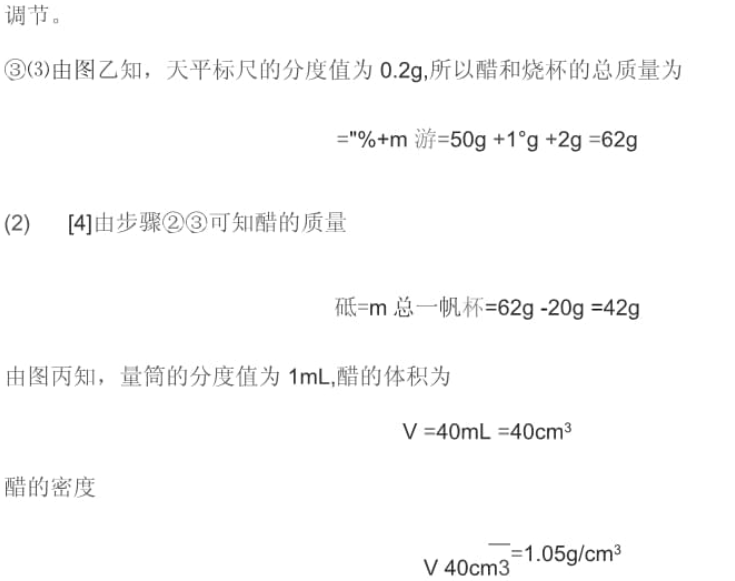 调节。
③⑶由图乙知，天平标尺的分度值为 0.2g,所以醋和烧杯的总质量为
="%+m 游=50g +1°g +2g =62g
(2) [4]由步骤②③可知醋的质量
砥=m 总一帆杯=62g -20g =42g
由图丙知，量筒的分度值为 1mL,醋的体积为
V =40mL =40cm³
醋的密度
V 40cm3 —=1.05g/cm³